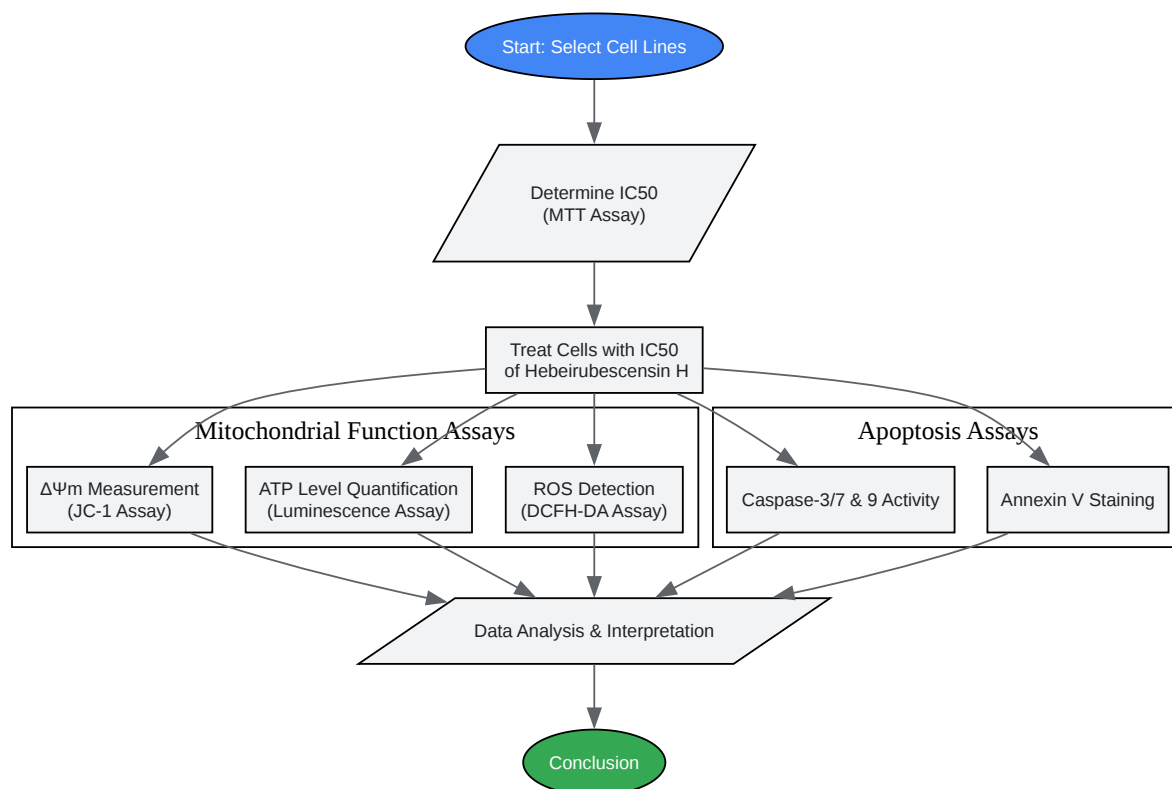 Start: Select Cell Lines
Determine IC50
(MTT Assay)
Treat Cells with IC50
of Hebeirubescensin H
Mitochondrial Function Assays
Apoptosis Assays
ΔΨm Measurement
(JC-1 Assay)
ATP Level Quantification
(Luminescence Assay)
ROS Detection
(DCFH-DA Assay)
Caspase-3/7 & 9 Activity
Annexin V Staining
Data Analysis & Interpretation
Conclusion